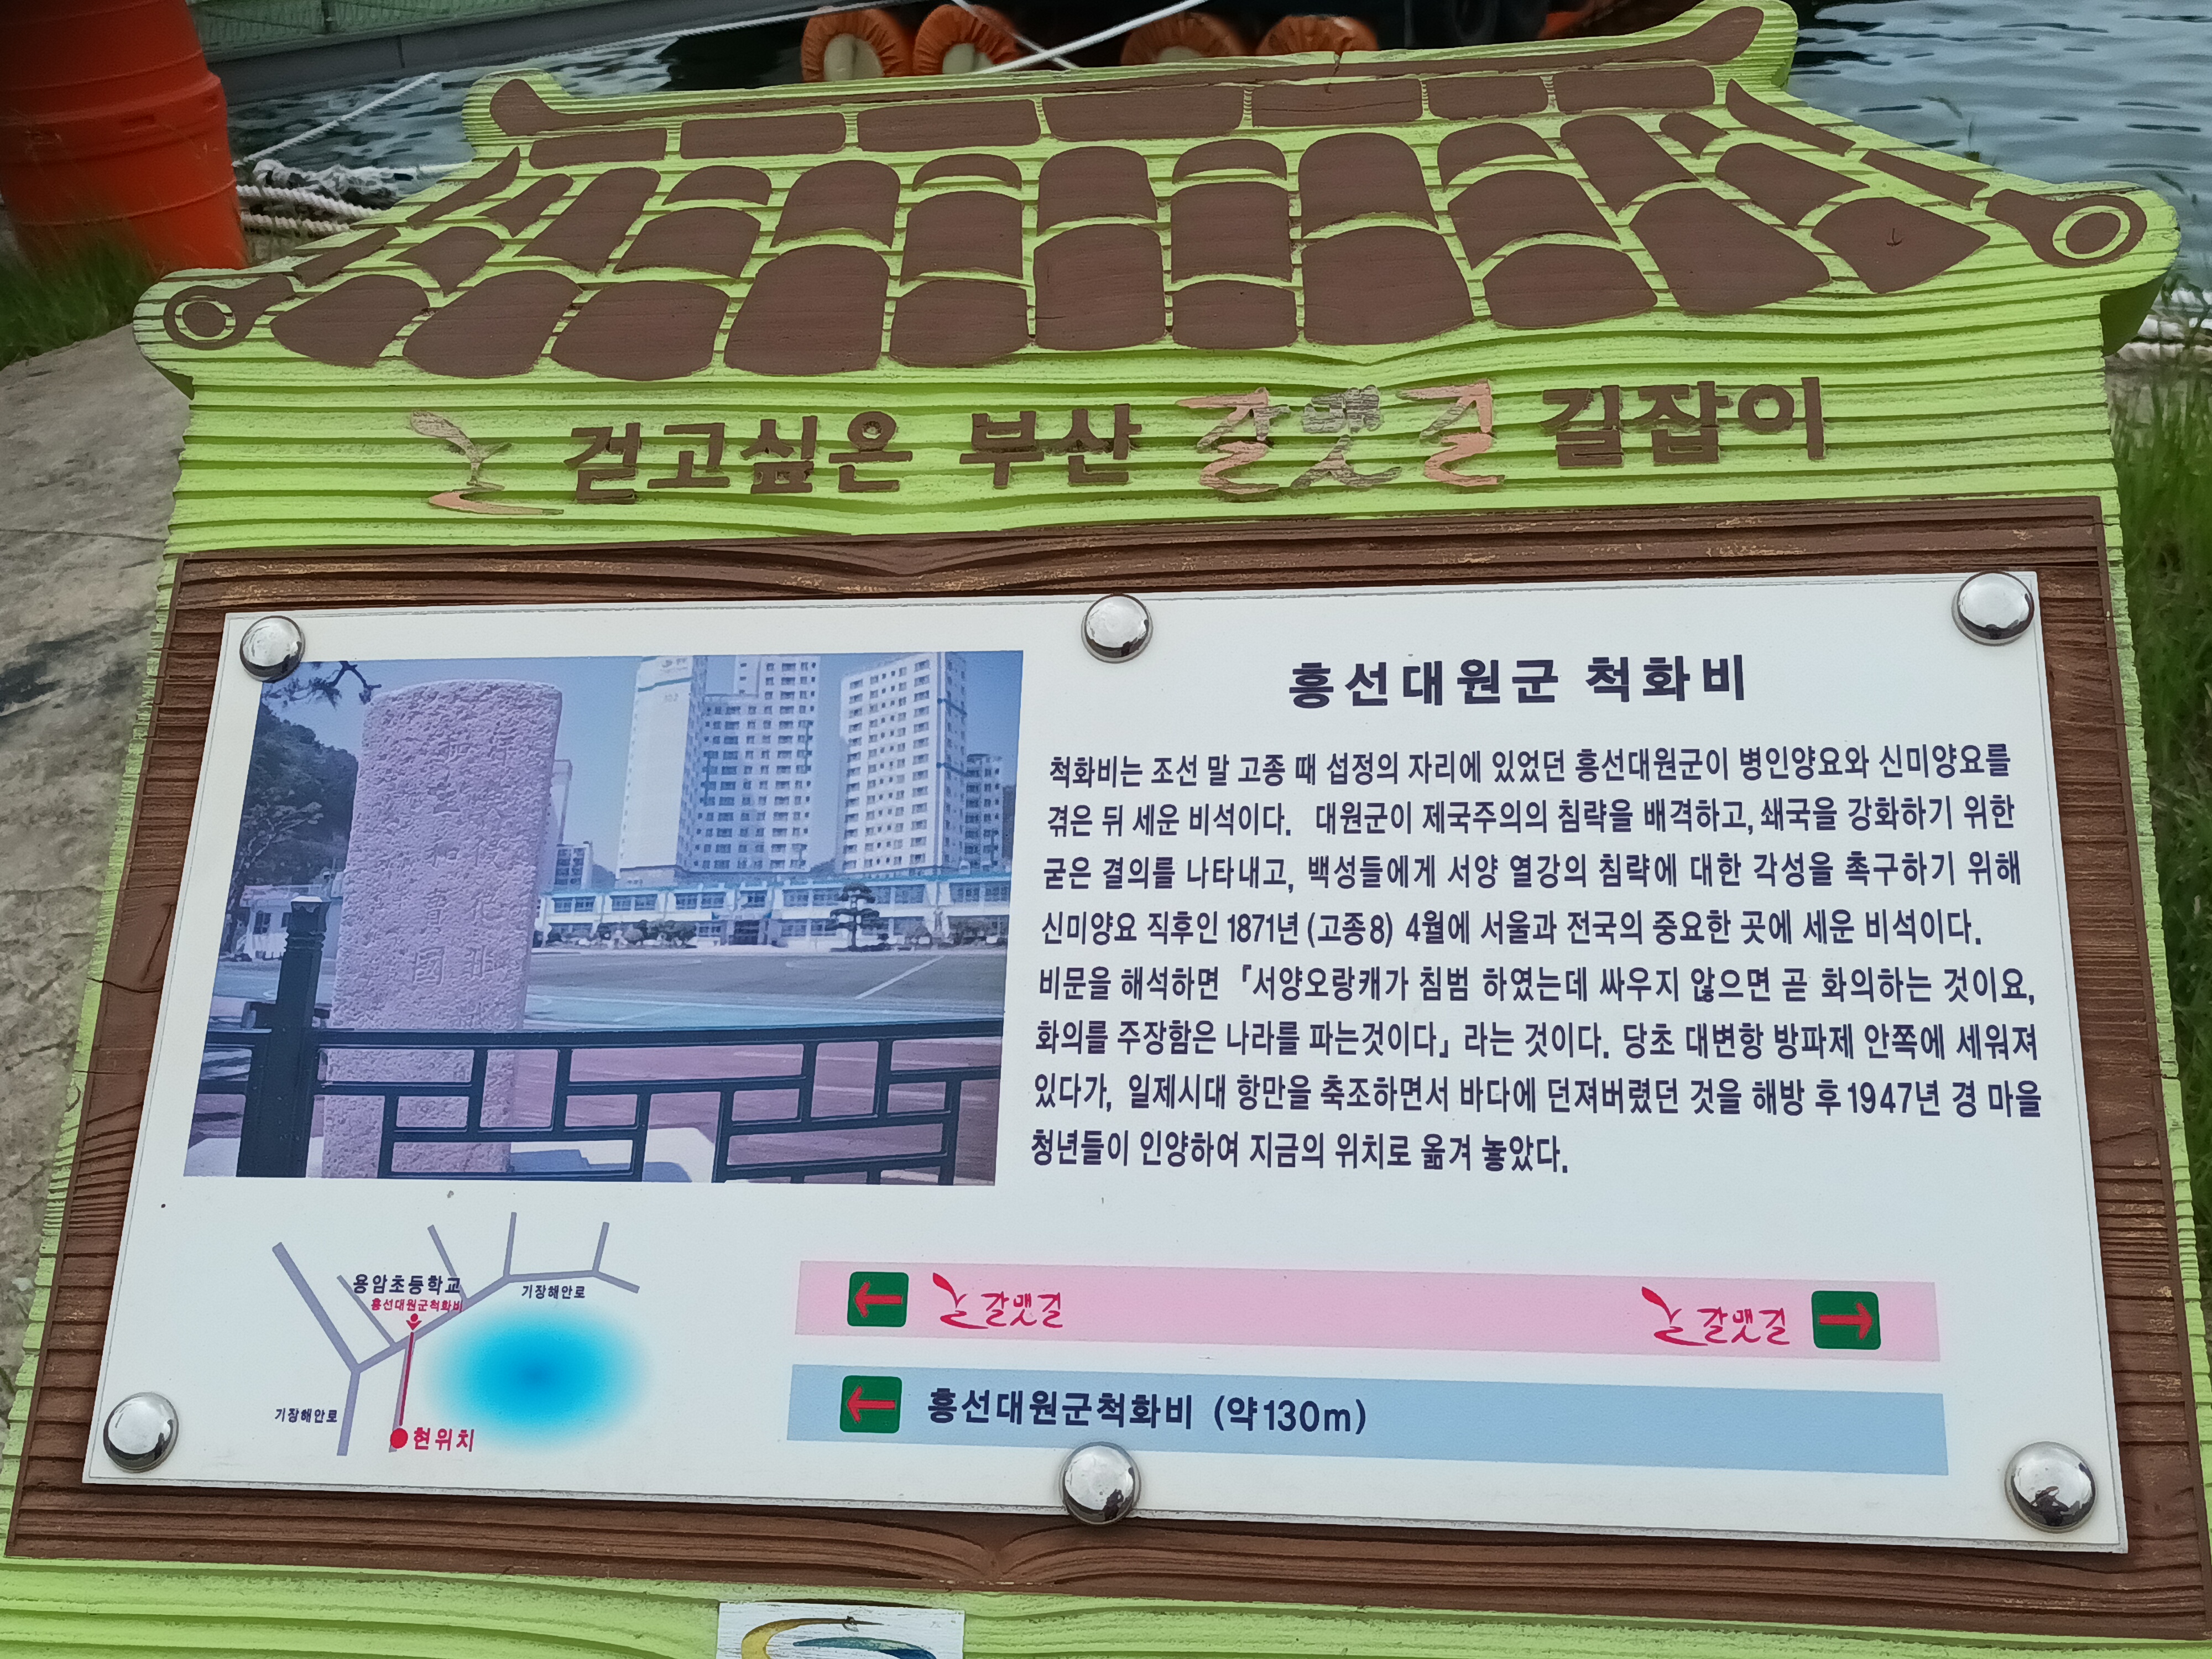 걷고싶은 부산 갈맷길 길잡이
흥선대원군 척화비
척화비는 조선 말 고종 때 섭정의 자리에 있었던 흥선대원군이 병인양요와 신미양요를
겪은 뒤 세운 비석이다. 대원군이 제국주의의 침략을 배격하고, 쇄국을 강화하기 위한
굳은 결의를 나타내고, 백성들에게 서양 열강의 침략에 대한 각성을 촉구하기 위해
신미양요 직후인 1871년 (고종8) 4월에 서울과 전국의 중요한 곳에 세운 비석이다.
비문을 해석하면 『서양오랑캐가 침범 하였는데 싸우지 않으면 곧 화의하는 것이요,
화의를 주장함은 나라를 파는것이다』라는 것이다. 당초 대변항 방파제 안쪽에 세워져
있다가, 일제시대 항만을 축조하면서 바다에 던져버렸던 것을 해방 후 1947년 경 마을
청년들이 인양하여 지금의 위치로 옮겨 놓았다.
용암초등학교
흥선대원군척화비
기장해안로
기장해안로
현위치
갈맷길
갈맷길
흥선대원군척화비 (약130m)